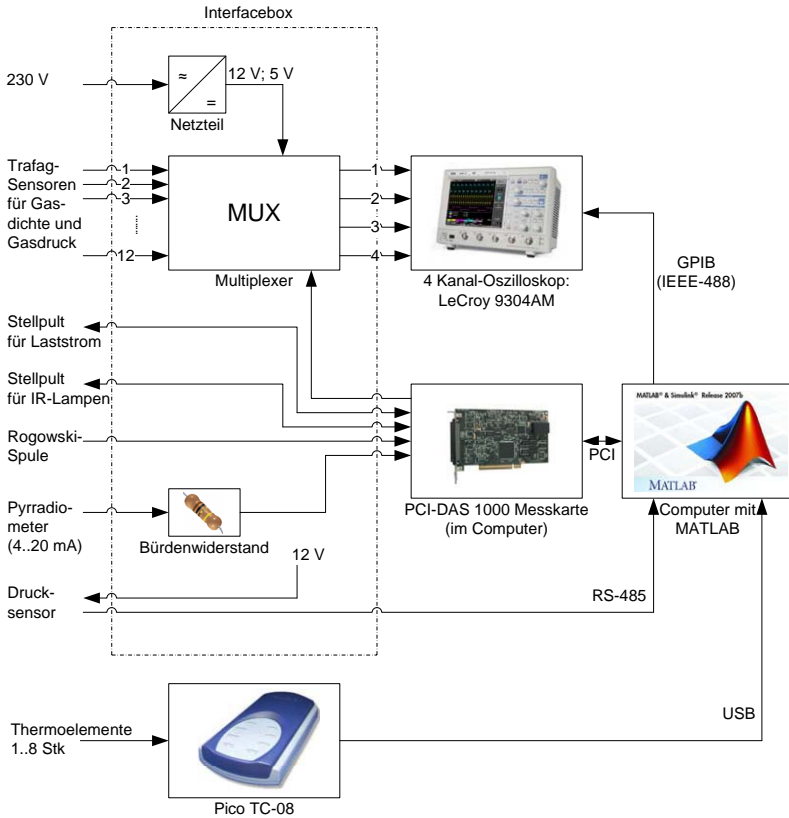 Interfacebox
230 V
≈
=
12 V; 5 V
Netzteil
Trafag-
Sensoren
für Gas-
dichte und
Gasdruck
1
2
3
12
MUX
Multiplexer
1
2
3
4
4 Kanal-Oszilloskop:
LeCroy 9304AM
GPIB
(IEEE-488)
Stellpult
für Laststrom
Stellpult
für IR-Lampen
Rogowski-
Spule
Pyrradio-
meter
(4..20 mA)
Bürdenwiderstand
PCI-DAS 1000 Messkarte
(im Computer)
PCI
MATLAB® & Simulink® Release 2007b
MATLAB®
Computer mit
MATLAB
12 V
Druck-
sensor
RS-485
Thermoelemente
1..8 Stk
USB
Pico TC-08